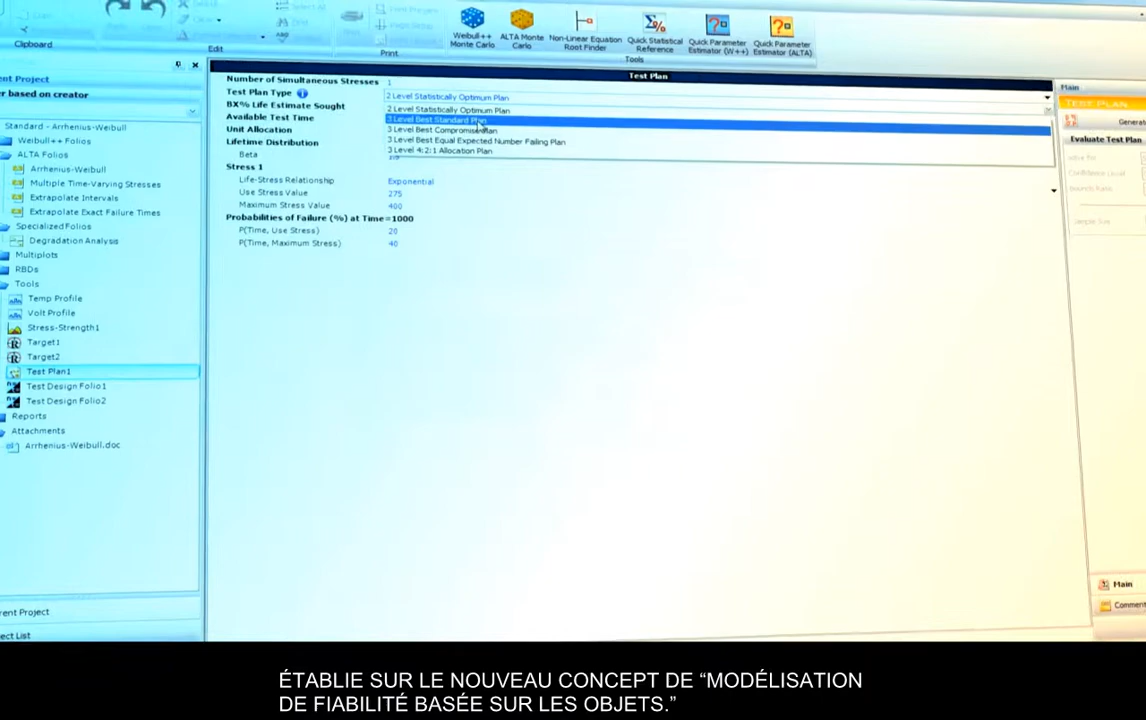 Clipboard
Edit
Print
Weibull++ Monte Carlo
ALTA Monte Carlo
Non-Linear Equation Root Finder
Quick Statistical Reference
Quick Parameter Estimator (W++)
Quick Parameter Estimator (ALTA)
Tools
ent Project
er based on creator
Standard - Arrhenius-Weibull
Weibull++ Folios
ALTA Folios
Arrhenius-Weibull
Multiple Time-Varying Stresses
Extrapolate Intervals
Extrapolate Exact Failure Times
Specialized Folios
Degradation Analysis
Multiplots
RBDs
Tools
Temp Profile
Volt Profile
Stress-Strength1
Target1
Target2
Test Plan1
Test Design Folio1
Test Design Folio2
Reports
Attachments
Arrhenius-Weibull.doc
rent Project
ect List
Test Plan
Number of Simultaneous Stresses 1
Test Plan Type 2 Level Statistically Optimum Plan
BX% Life Estimate Sought 2 Level Statistically Optimum Plan
Available Test Time 3 Level Best Standard Plan
Unit Allocation 3 Level Best Compromise Plan
Lifetime Distribution 3 Level Best Equal Expected Number Failing Plan
Beta 3 Level 4:2:1 Allocation Plan
Stress 1
Life-Stress Relationship Exponential
Use Stress Value 275
Maximum Stress Value 400
Probabilities of Failure (%) at Time=1000
P(Time, Use Stress) 20
P(Time, Maximum Stress) 40
Main
TEST PLAN
Generat
Evaluate Test Plan
Confidence Level
Sample Size
Main
Comment
ÉTABLIE SUR LE NOUVEAU CONCEPT DE “MODÉLISATION
DE FIABILITÉ BASÉE SUR LES OBJETS.”